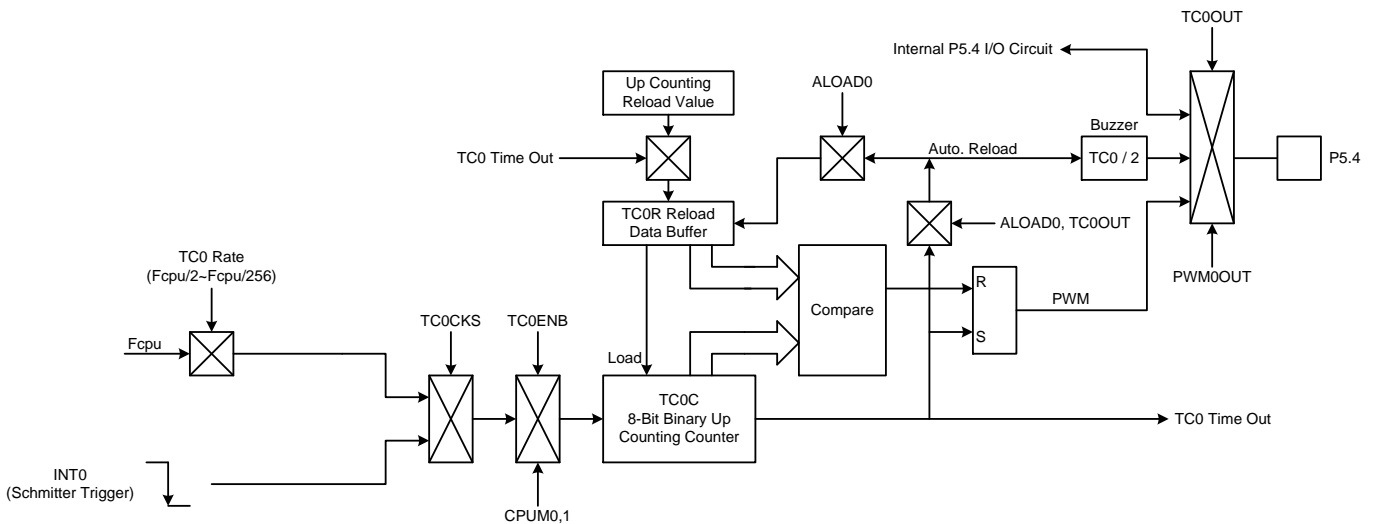 TC0OUT
Internal P5.4 I/O Circuit
Up Counting
Reload Value
ALOAD0
Buzzer
TC0 Time Out
Auto. Reload
TC0 / 2
P5.4
TC0R Reload
Data Buffer
ALOAD0, TC0OUT
TC0 Rate
(Fcpu/2~Fcpu/256)
PWM0OUT
R
PWM
Compare
TC0CKS
TC0ENB
S
Fcpu
Load
TC0C
8-Bit Binary Up
Counting Counter
TC0 Time Out
INT0
(Schmitter Trigger)
CPUM0,1